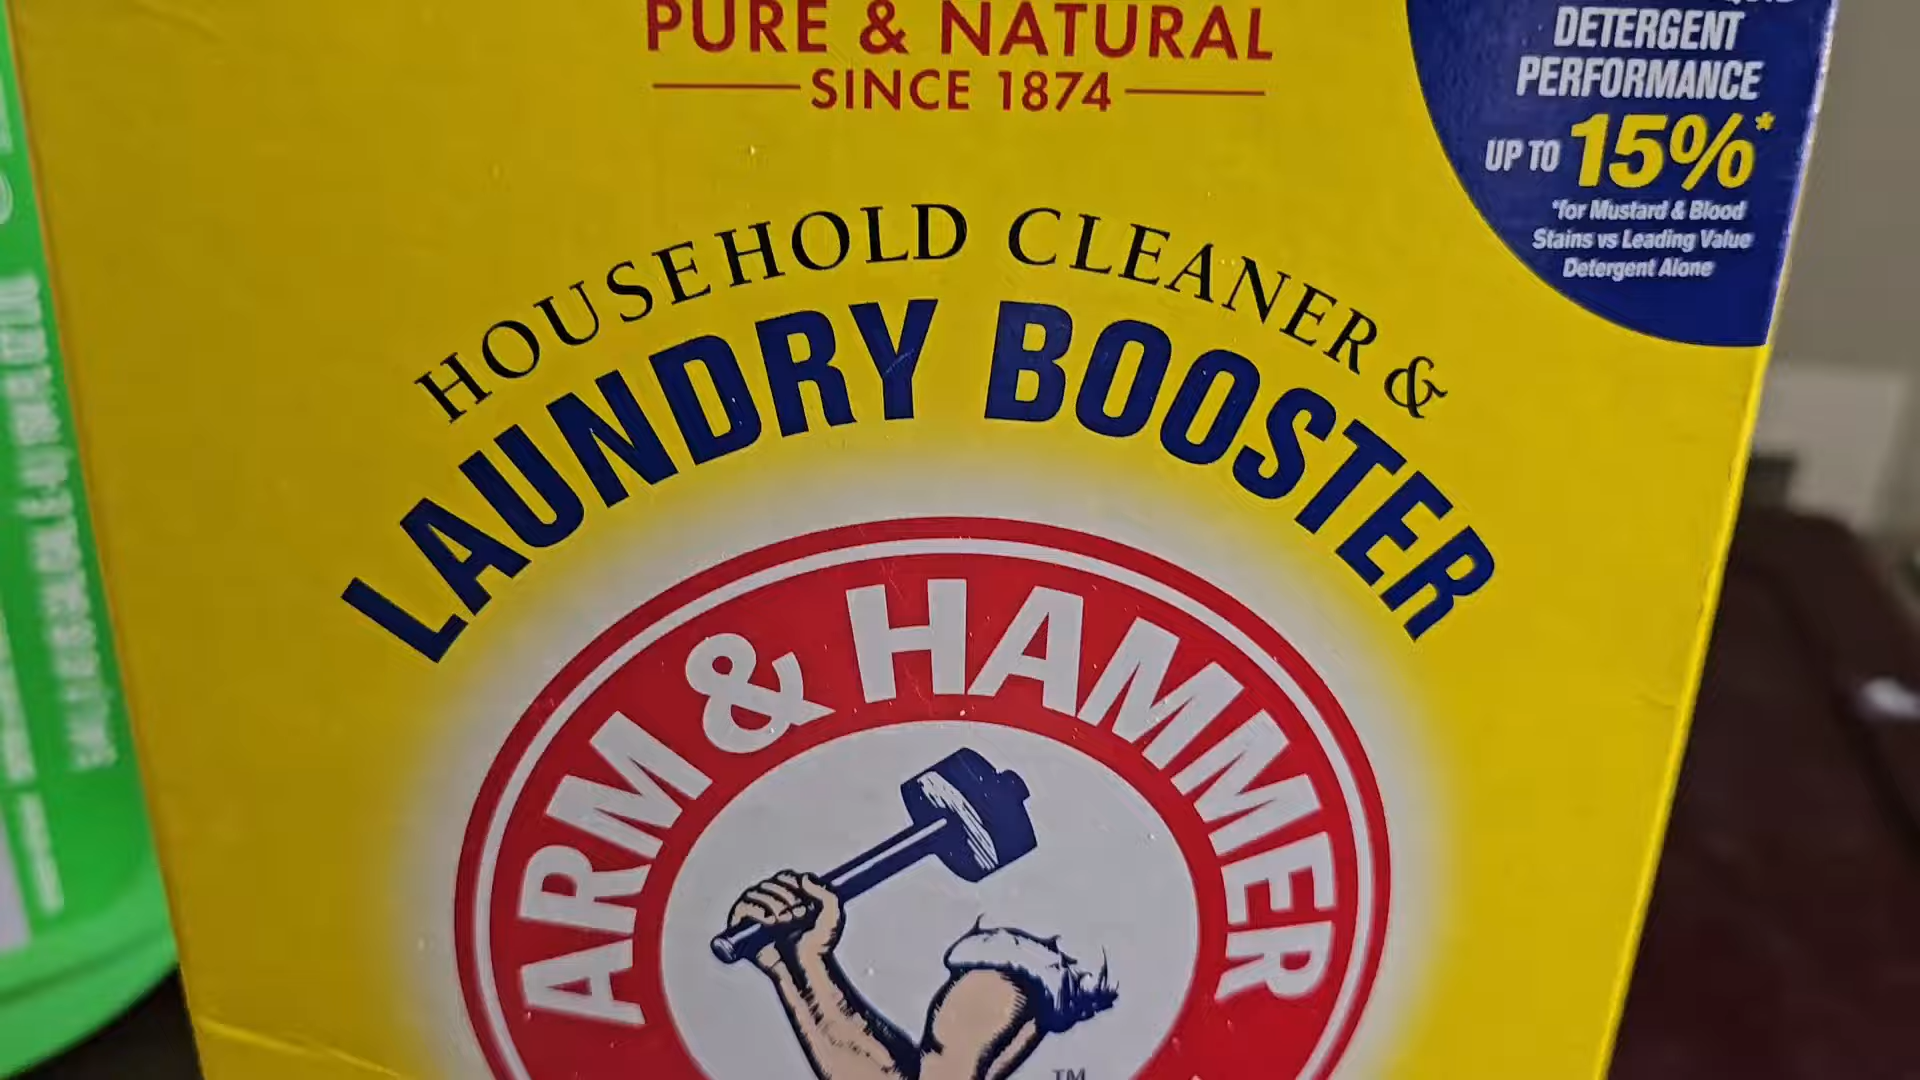 PURE & NATURAL
SINCE 1874
DETERGENT
PERFORMANCE
UP TO 15%*
*for Mustard & Blood
Stains vs Leading Value
Detergent Alone
HOUSEHOLD CLEANER &
LAUNDRY BOOSTER
ARM & HAMMER
TM